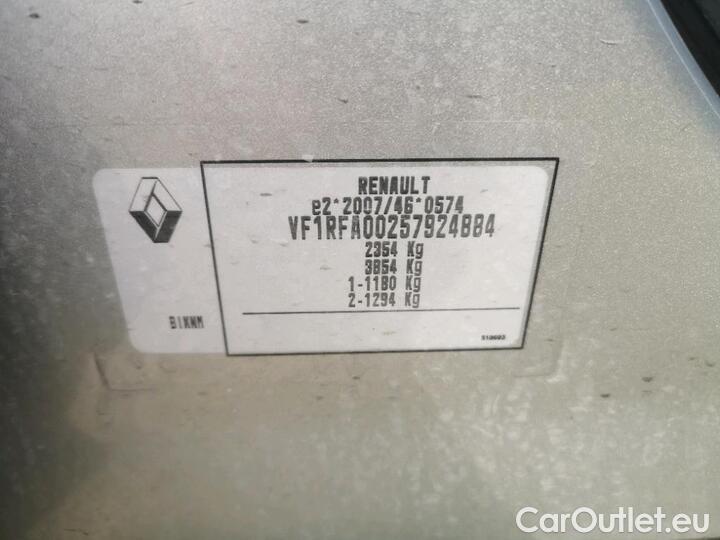 RENAULT
e2*2007/46*0574
VF1RFA00257924884
2354 Kg
3854 Kg
1-1180 Kg
2-1294 Kg
BIKNM
CarOutlet.eu